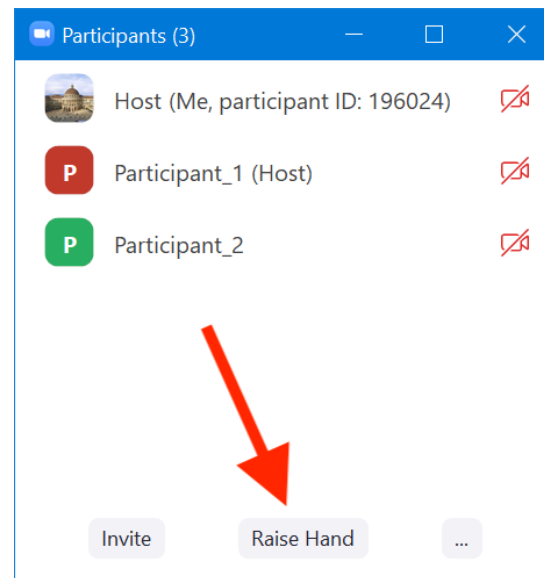 Participants (3)
Host (Me, participant ID: 196024)
P
Participant_1 (Host)
P
Participant_2
Invite
Raise Hand
...